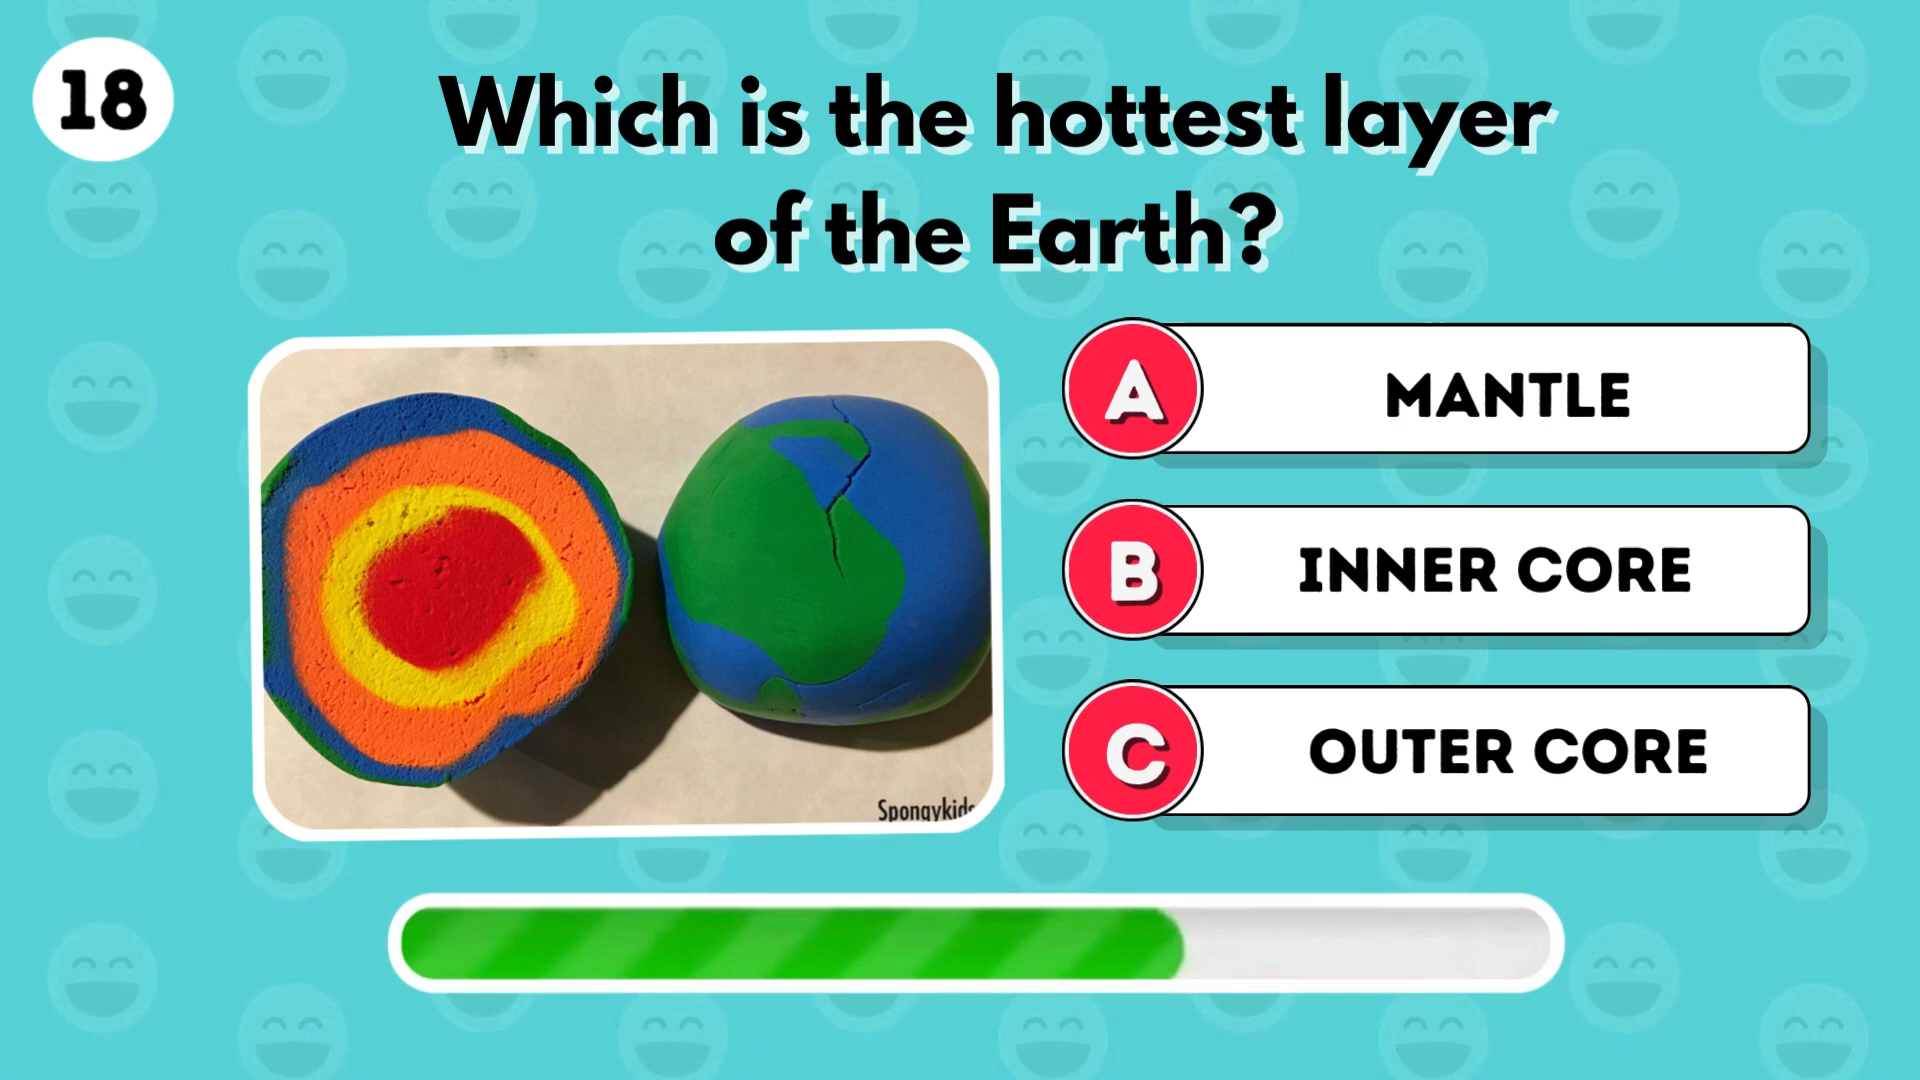 18
Which is the hottest layer
of the Earth?
A
MANTLE
B
INNER CORE
C
OUTER CORE
Spongykids